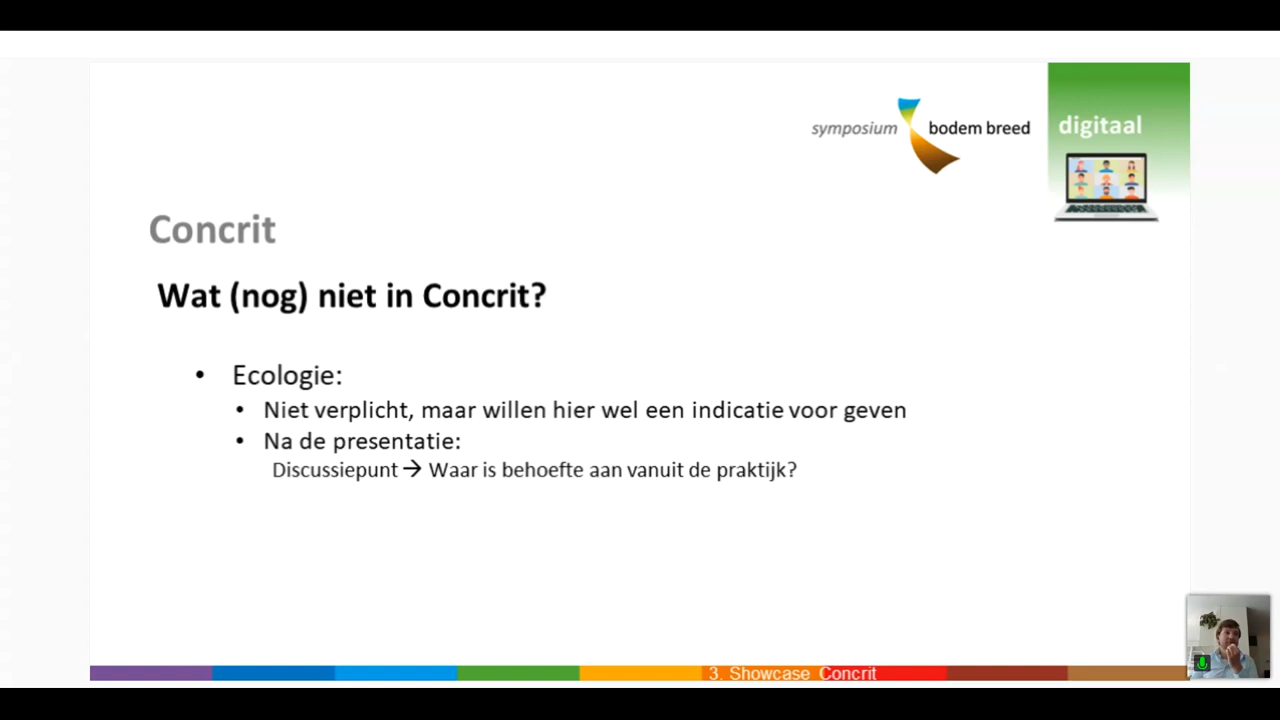 symposium bodem breed digitaal
Concrit
Wat (nog) niet in Concrit?
• Ecologie:
• Niet verplicht, maar willen hier wel een indicatie voor geven
• Na de presentatie:
Discussiepunt → Waar is behoefte aan vanuit de praktijk?
3. Showcase Concrit